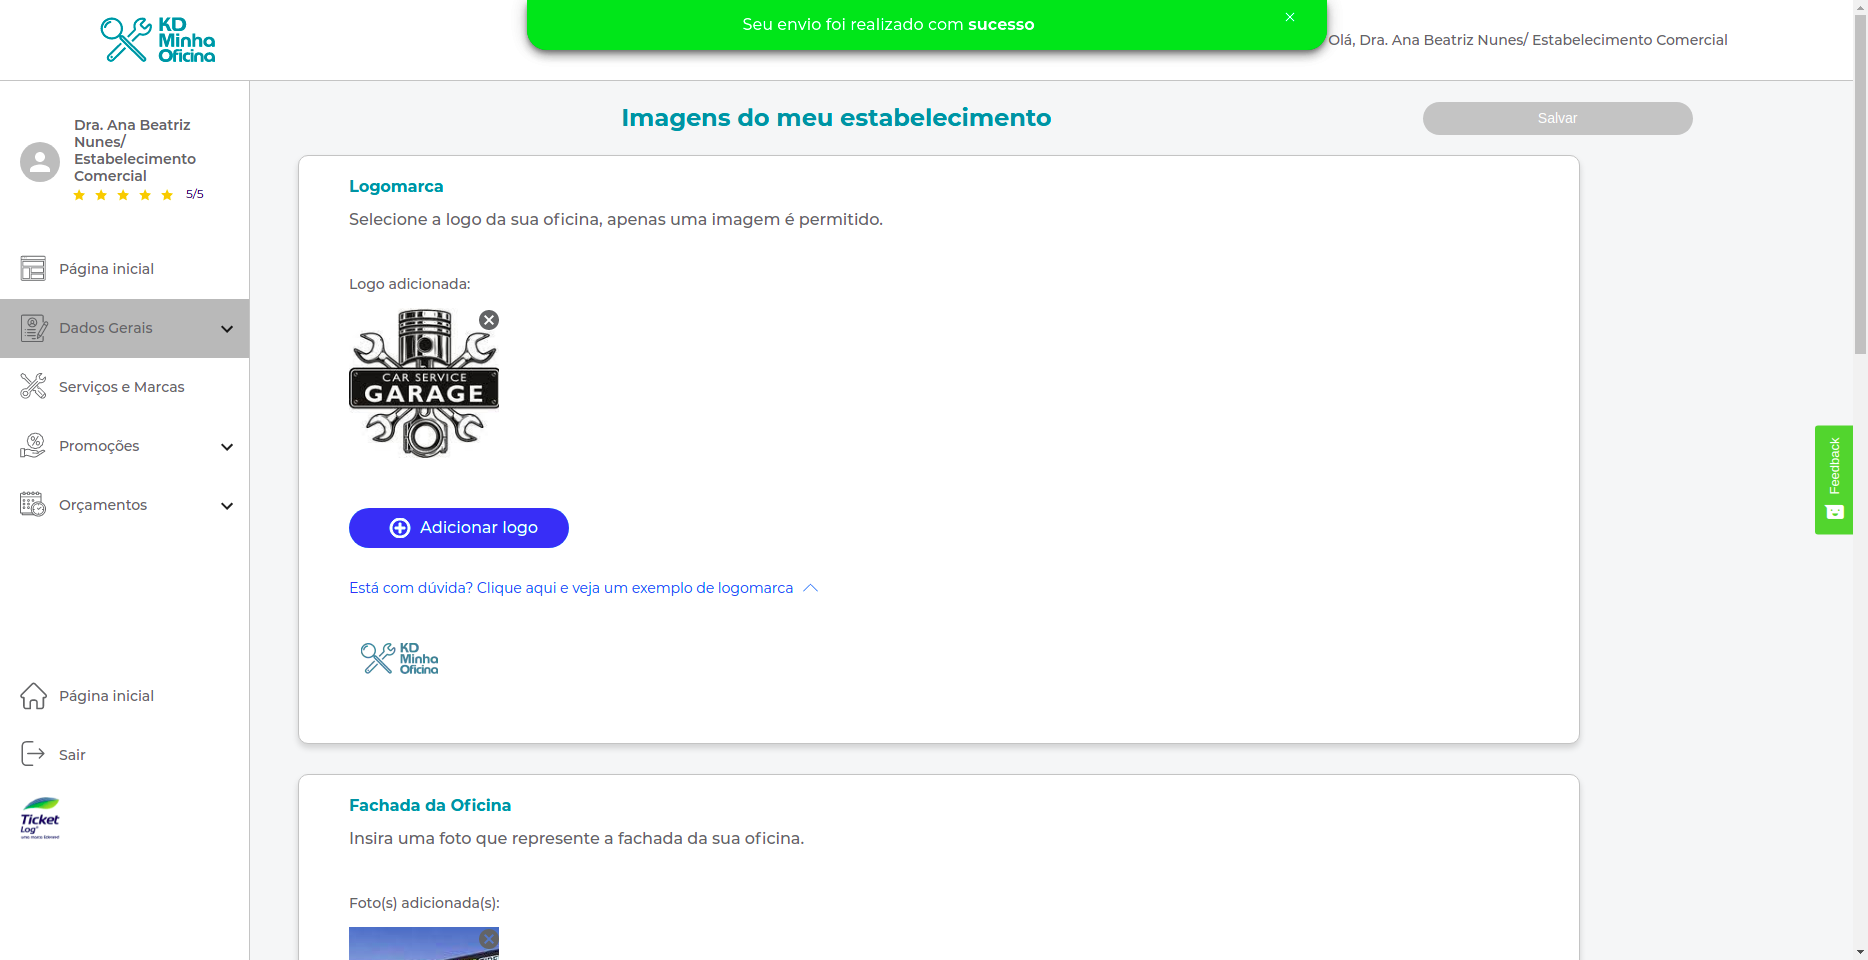 KD
Minha
Oficina
Seu envio foi realizado com sucesso
Olá, Dra. Ana Beatriz Nunes/ Estabelecimento Comercial
Dra. Ana Beatriz
Nunes/
Estabelecimento
Comercial
5/5
Página inicial
Dados Gerais
Serviços e Marcas
Promoções
Orçamentos
Página inicial
Sair
Ticket
Log
Imagens do meu estabelecimento
Salvar
Logomarca
Selecione a logo da sua oficina, apenas uma imagem é permitido.
Logo adicionada:
CAR SERVICE
GARAGE
Adicionar logo
Está com dúvida? Clique aqui e veja um exemplo de logomarca
KD
Minha
Oficina
Fachada da Oficina
Insira uma foto que represente a fachada da sua oficina.
Foto(s) adicionada(s):
Feedback